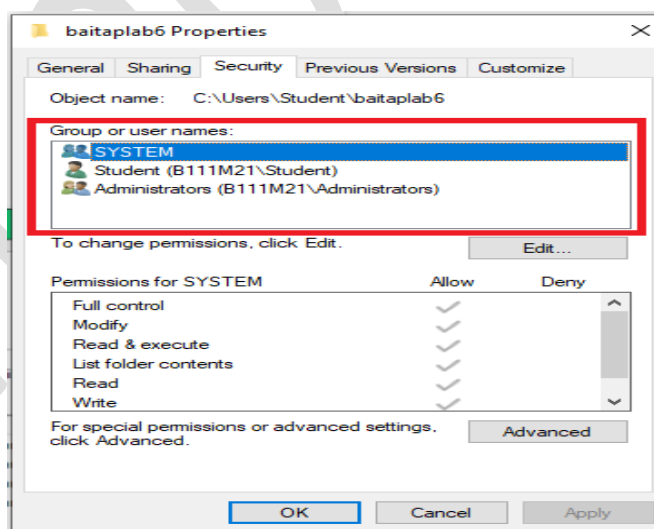 baitaplab6 Properties
General Sharing Security Previous Versions Customize
Object name: C:\Users\Student\baitaplab6
Group or user names:
SYSTEM
Student (B111M21\Student)
Administrators (B111M21\Administrators)
To change permissions, click Edit.
Edit...
Permissions for SYSTEM Allow Deny
Full control
Modify
Read & execute
List folder contents
Read
Write
For special permissions or advanced settings,
click Advanced.
Advanced
OK Cancel Apply